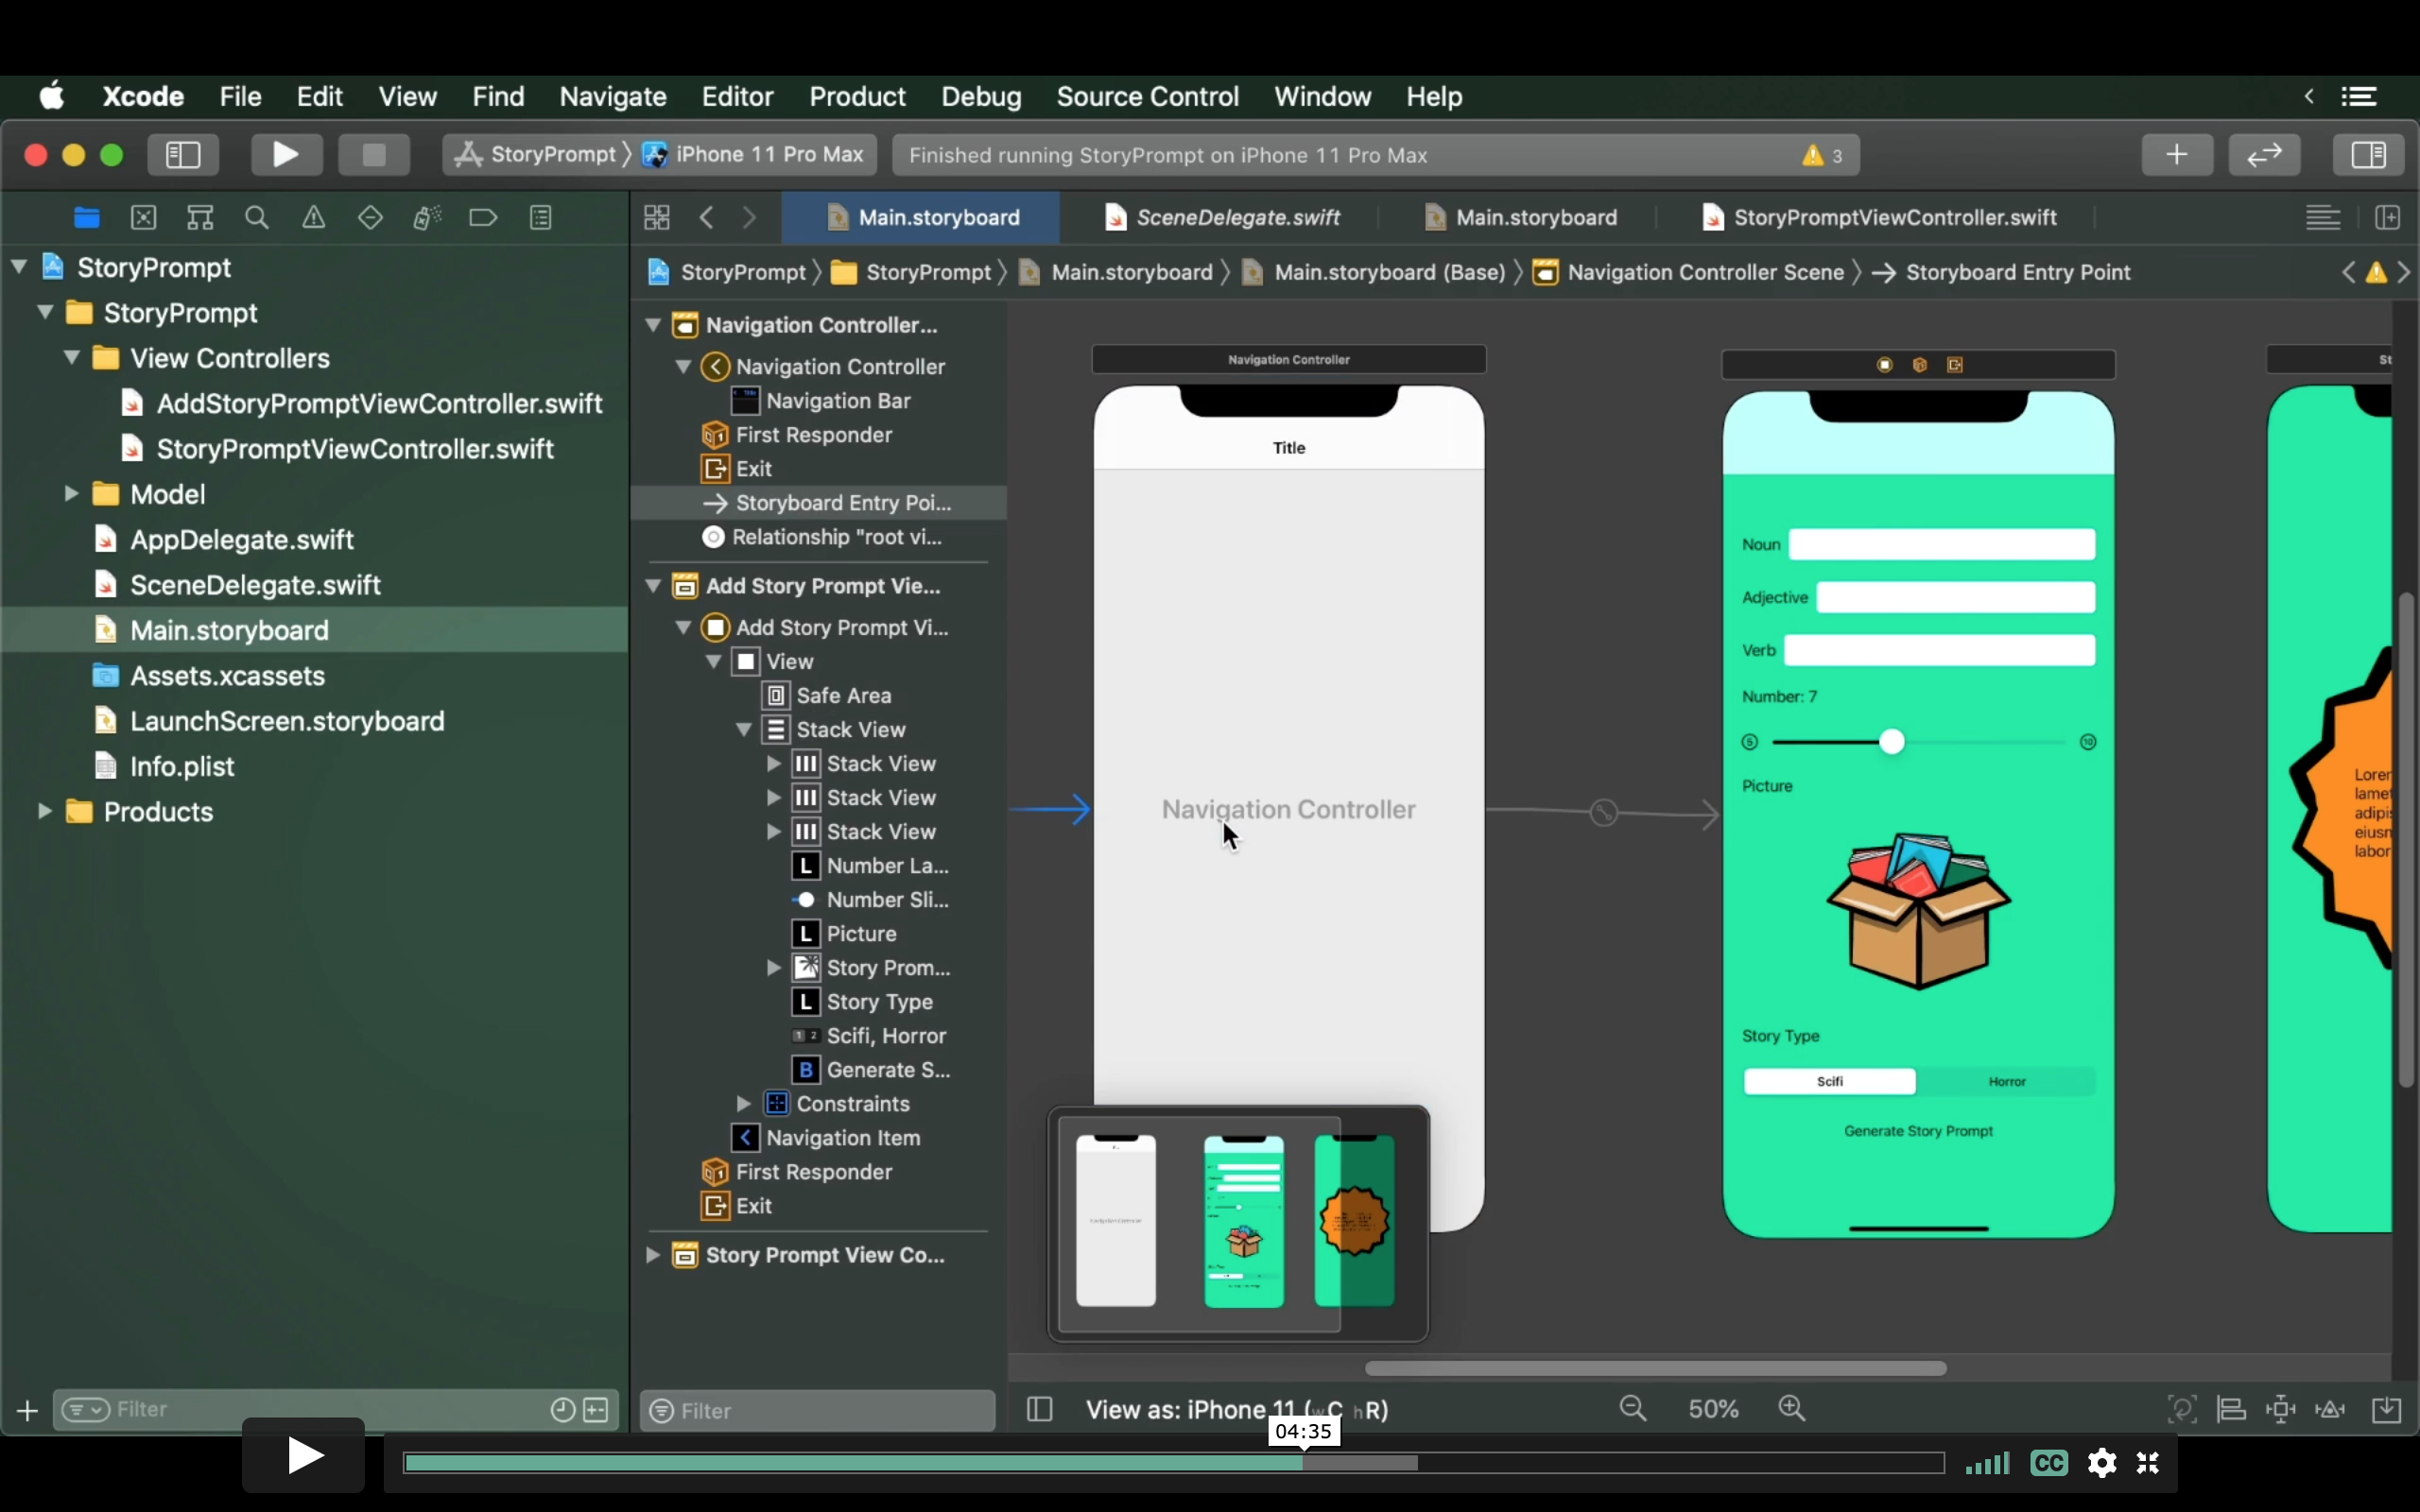 Xcode File Edit View Find Navigate Editor Product Debug Source Control Window Help
StoryPrompt iPhone 11 Pro Max Finished running StoryPrompt on iPhone 11 Pro Max 3
Main.storyboard SceneDelegate.swift Main.storyboard StoryPromptViewController.swift
StoryPrompt StoryPrompt Main.storyboard Main.storyboard (Base) Navigation Controller Scene Storyboard Entry Point
StoryPrompt
StoryPrompt
View Controllers
AddStoryPromptViewController.swift
StoryPromptViewController.swift
Model
AppDelegate.swift
SceneDelegate.swift
Main.storyboard
Assets.xcassets
LaunchScreen.storyboard
Info.plist
Products
Filter
Navigation Controller...
Navigation Controller
Navigation Bar
First Responder
Exit
Storyboard Entry Poi...
Relationship "root vi...
Add Story Prompt Vie...
Add Story Prompt Vi...
View
Safe Area
Stack View
Stack View
Stack View
Stack View
L Number La...
Number Sli...
L Picture
Story Prom...
L Story Type
1 2 Scifi, Horror
B Generate S...
Constraints
Navigation Item
First Responder
Exit
Story Prompt View Co...
Filter
Navigation Controller
Title
Navigation Controller
Noun
Adjective
Verb
Number: 7
5 10
Picture
Story Type
Scifi Horror
Generate Story Prompt
St
Lorer
lamet
adipis
eiusn
labor
View as: iPhone 11 (wC hR)
50%
04:35
CC